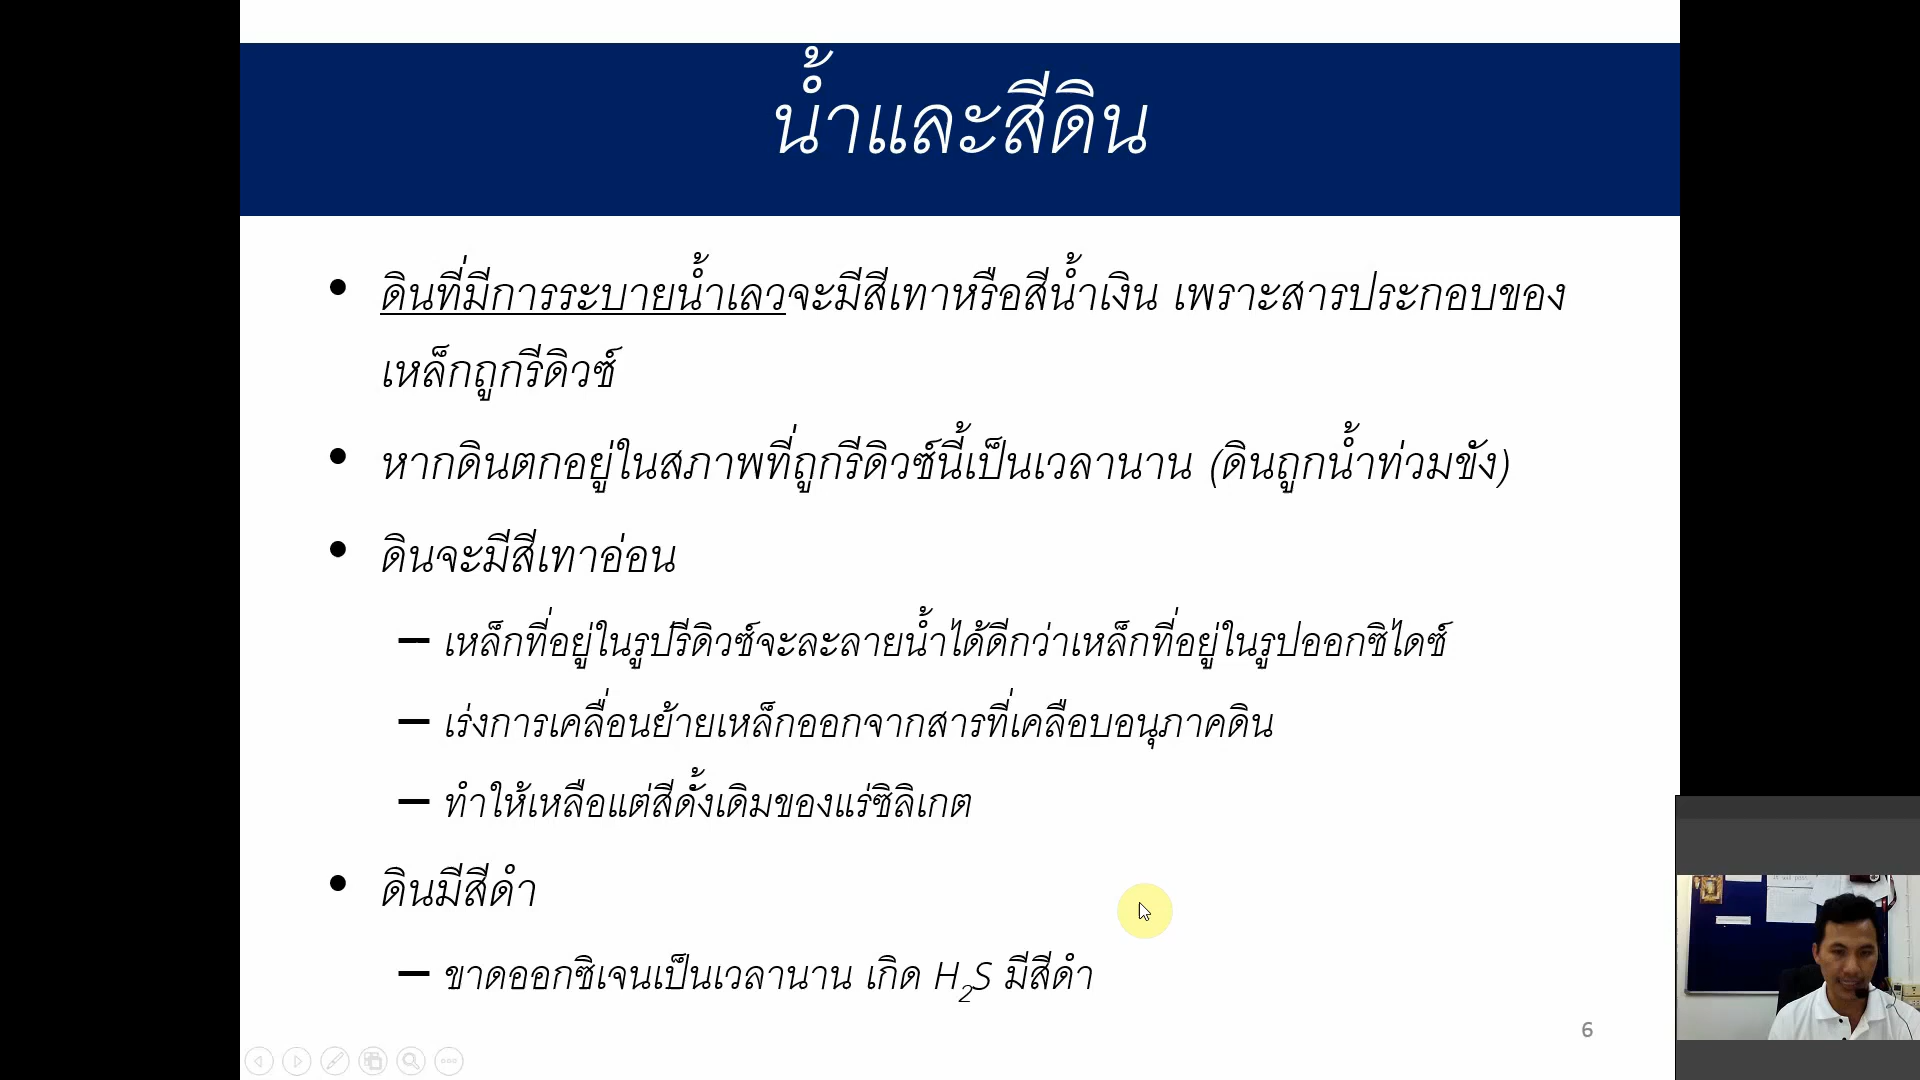 น้ำและสีดิน
• ดินที่มีการระบายน้ำเลวจะมีสีเทาหรือสีน้ำเงิน เพราะสารประกอบของ
เหล็กถูกรีดิวซ์
• หากดินตกอยู่ในสภาพที่ถูกรีดิวซ์นี้เป็นเวลานาน (ดินถูกน้ำท่วมขัง)
• ดินจะมีสีเทาอ่อน
– เหล็กที่อยู่ในรูปรีดิวซ์จะละลายน้ำได้ดีกว่าเหล็กที่อยู่ในรูปออกซิไดซ์
– เร่งการเคลื่อนย้ายเหล็กออกจากสารที่เคลือบอนุภาคดิน
– ทำให้เหลือแต่สีดั้งเดิมของแร่ซิลิเกต
• ดินมีสีดำ
– ขาดออกซิเจนเป็นเวลานาน เกิด H₂S มีสีดำ
6